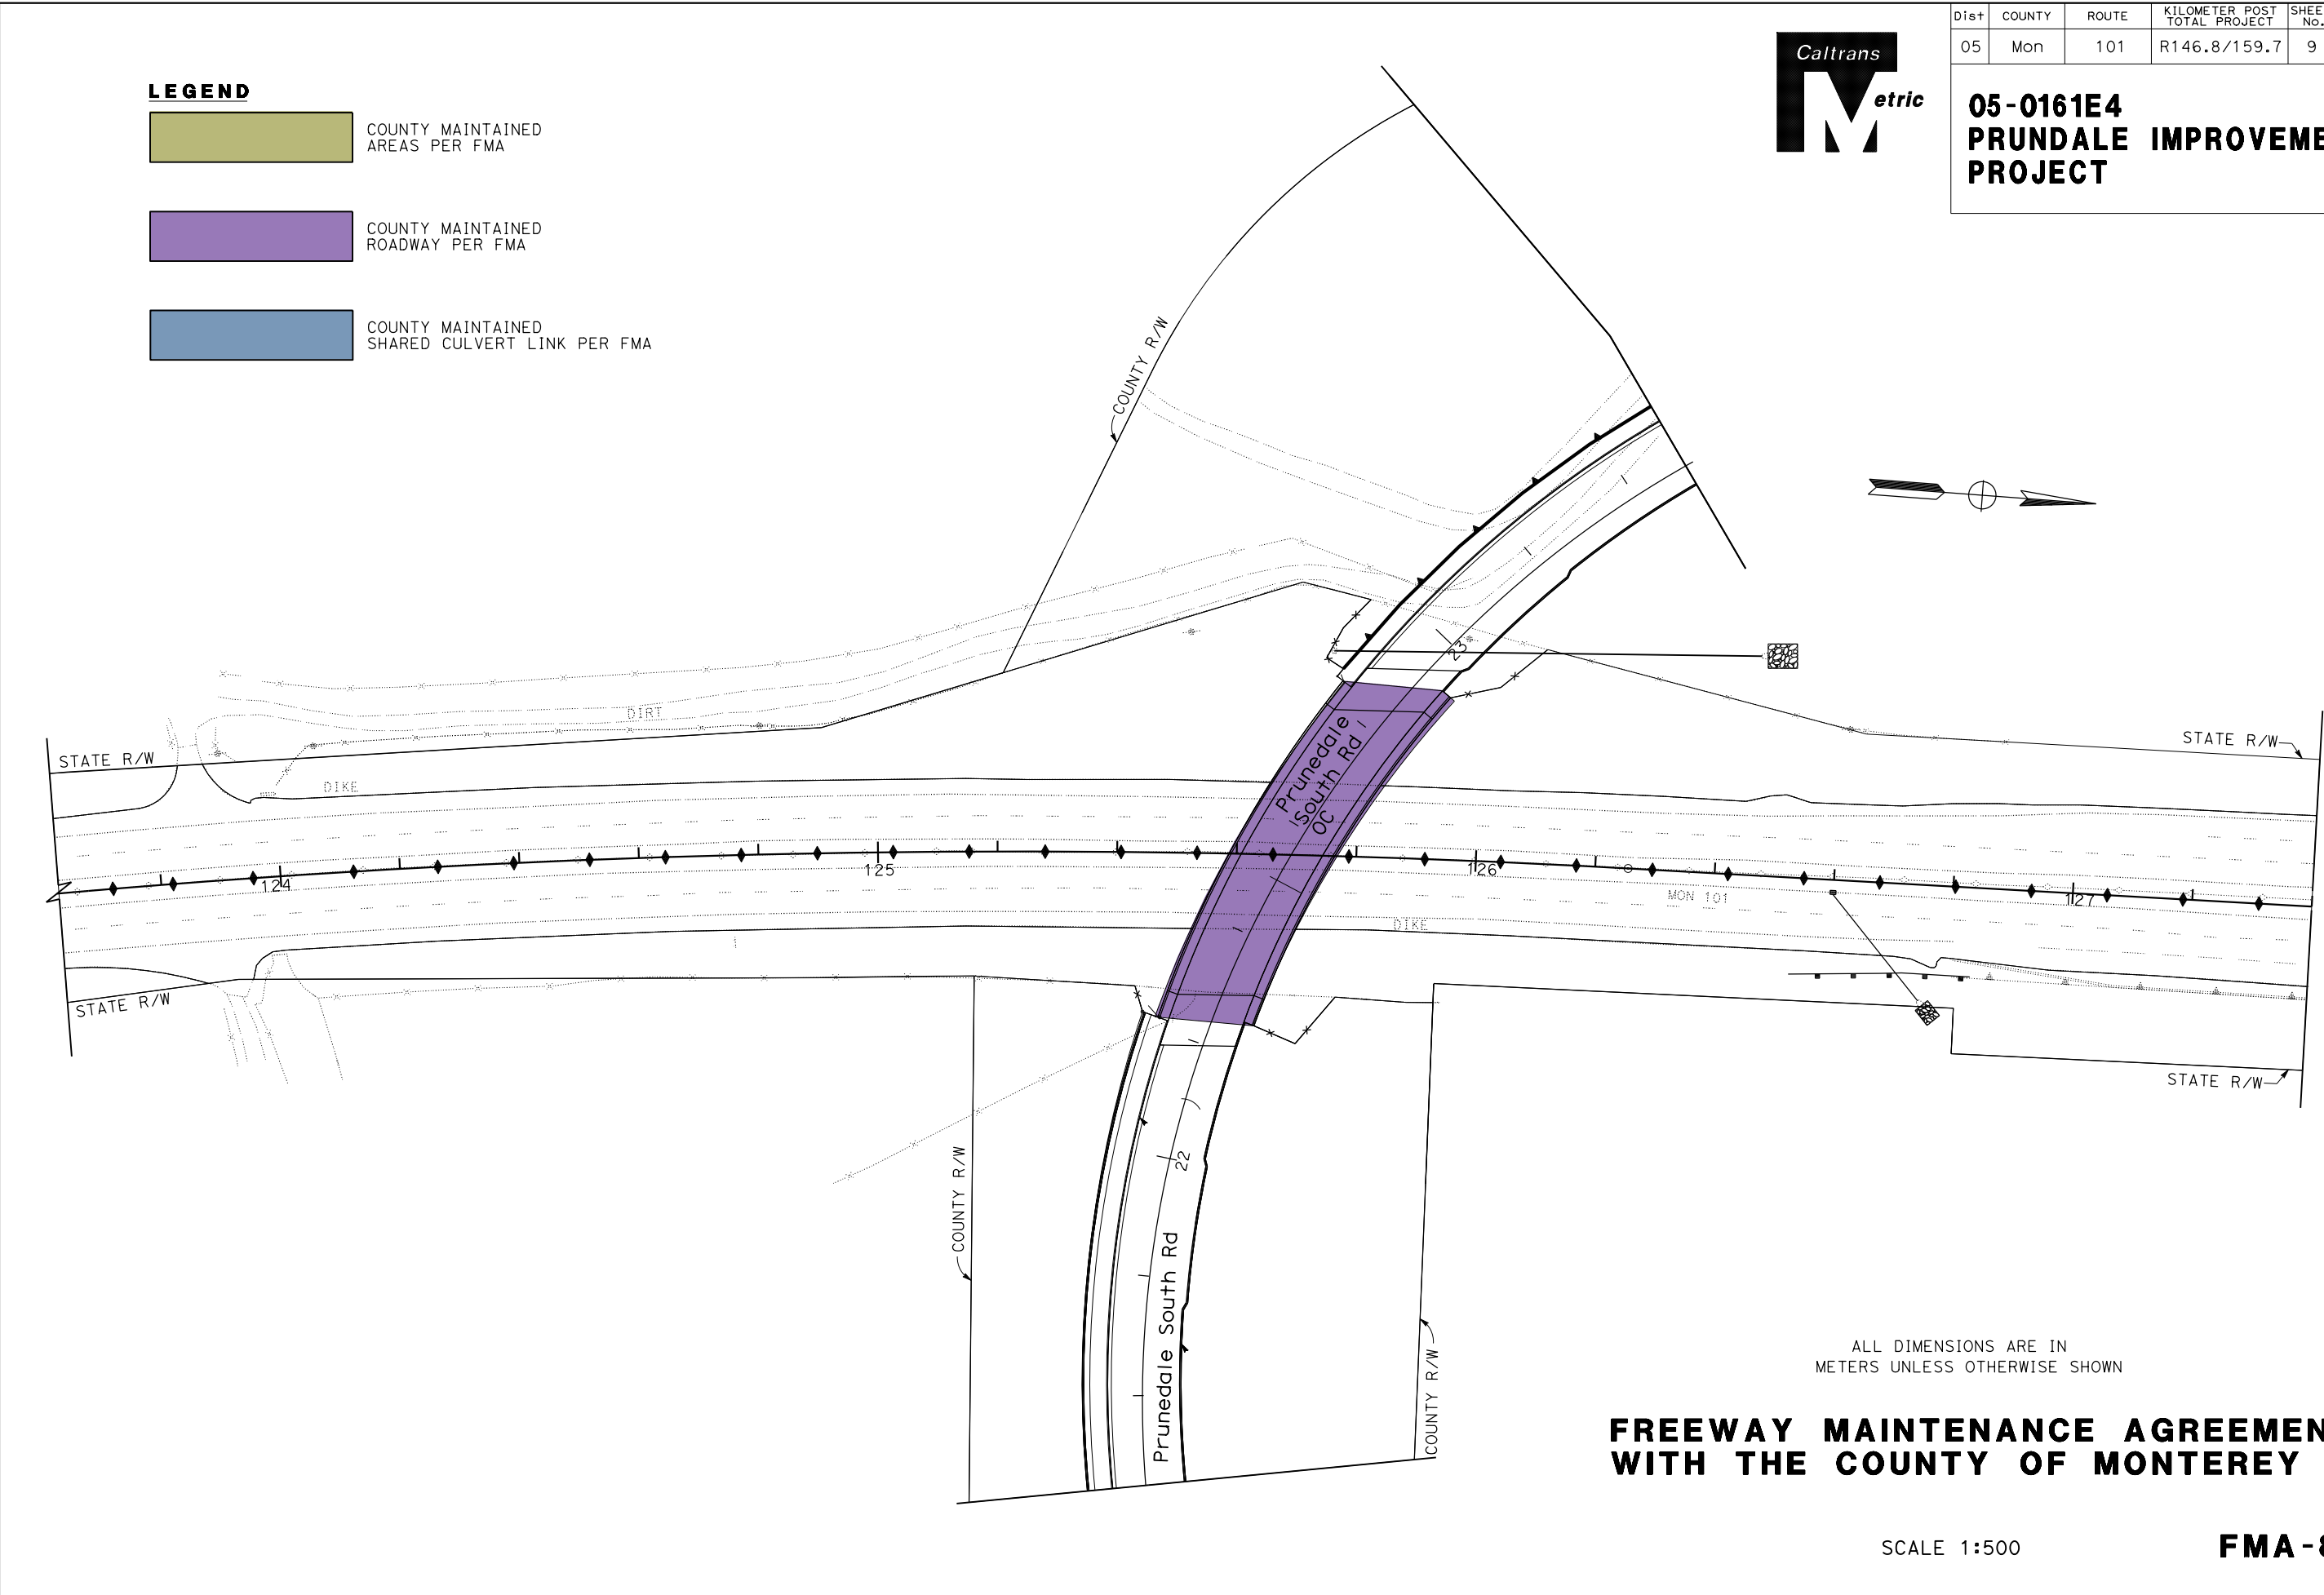 Dist COUNTY ROUTE KILOMETER POST TOTAL PROJECT
05 Mon 101 R146.8/159.7 9
Caltrans
Metric
05-0161E4
PRUNDALE
PROJECT
LEGEND
COUNTY MAINTAINED
AREAS PER FMA
COUNTY MAINTAINED
ROADWAY PER FMA
COUNTY MAINTAINED
SHARED CULVERT LINK PER FMA
COUNTY R/W
23
DIRT
STATE R/W
STATE R/W
DIKE
Prunedale
South Rd
OC
124
125
126
127
MON 101
DIKE
STATE R/W
STATE R/W
COUNTY R/W
22
Prunedale South Rd
COUNTY R/W
ALL DIMENSIONS ARE IN
METERS UNLESS OTHERWISE SHOWN
FREEWAY MAINTENANCE
WITH THE COUNTY OF MONTEREY
SCALE 1:500